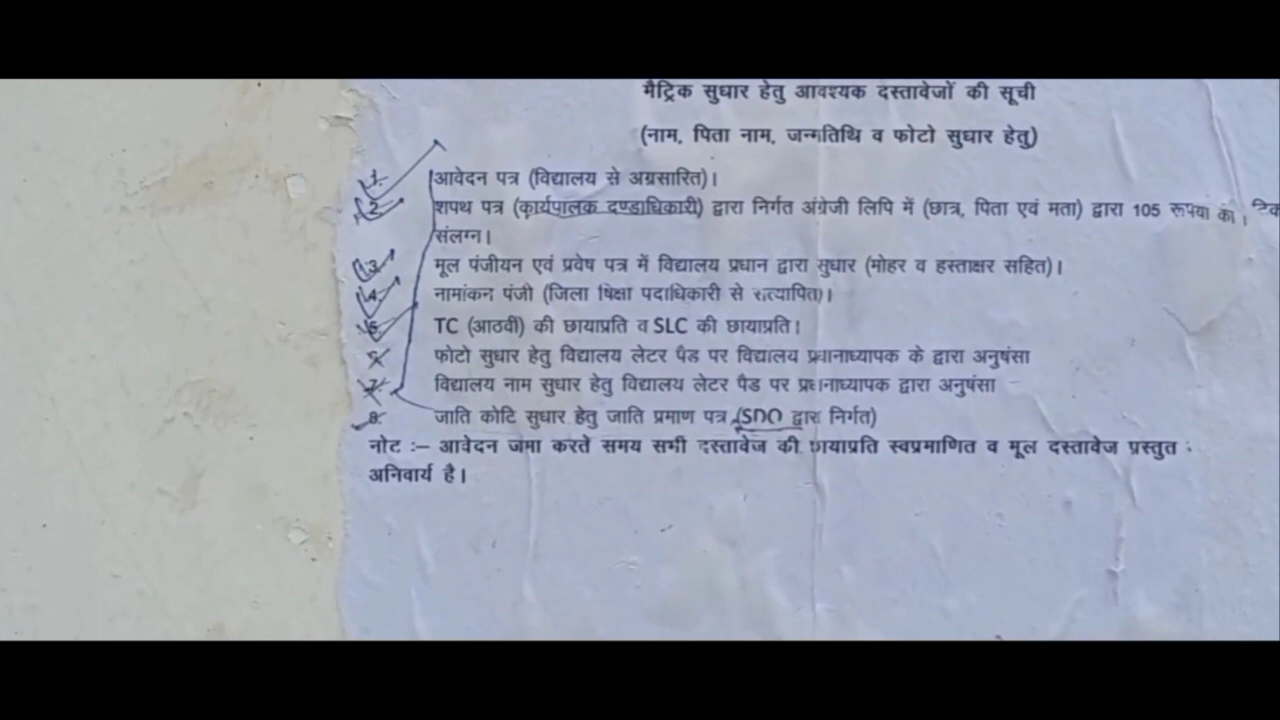 मैट्रिक सुधार हेतु आवश्यक दस्तावेजों की सूची
(नाम, पिता नाम, जन्मतिथि व फोटो सुधार हेतु)
1. आवेदन पत्र (विद्यालय से अग्रसारित)।
2. शपथ पत्र (कार्यपालक दण्डाधिकारी) द्वारा निर्गत अंग्रेजी लिपि में (छात्र, पिता एवं मता) द्वारा 105 रूपया का।
संलग्न।
3. मूल पंजीयन एवं प्रवेष पत्र में विद्यालय प्रधान द्वारा सुधार (मोहर व हस्ताक्षर सहित)।
4. नामांकन पंजी (जिला षिक्षा पदाधिकारी से सत्यापित)।
5. TC (आठवीं) की छायाप्रति व SLC की छायाप्रति।
फोटो सुधार हेतु विद्यालय लेटर पैड पर विद्यालय प्रधानाध्यापक के द्वारा अनुषंसा
7. विद्यालय नाम सुधार हेतु विद्यालय लेटर पैड पर प्रधानाध्यापक द्वारा अनुषंसा
8. जाति कोटि सुधार हेतु जाति प्रमाण पत्र (SDO द्वारा निर्गत)
नोट :– आवेदन जमा करते समय सभी दस्तावेज की छायाप्रति स्वप्रमाणित व मूल दस्तावेज प्रस्तुत
अनिवार्य है।